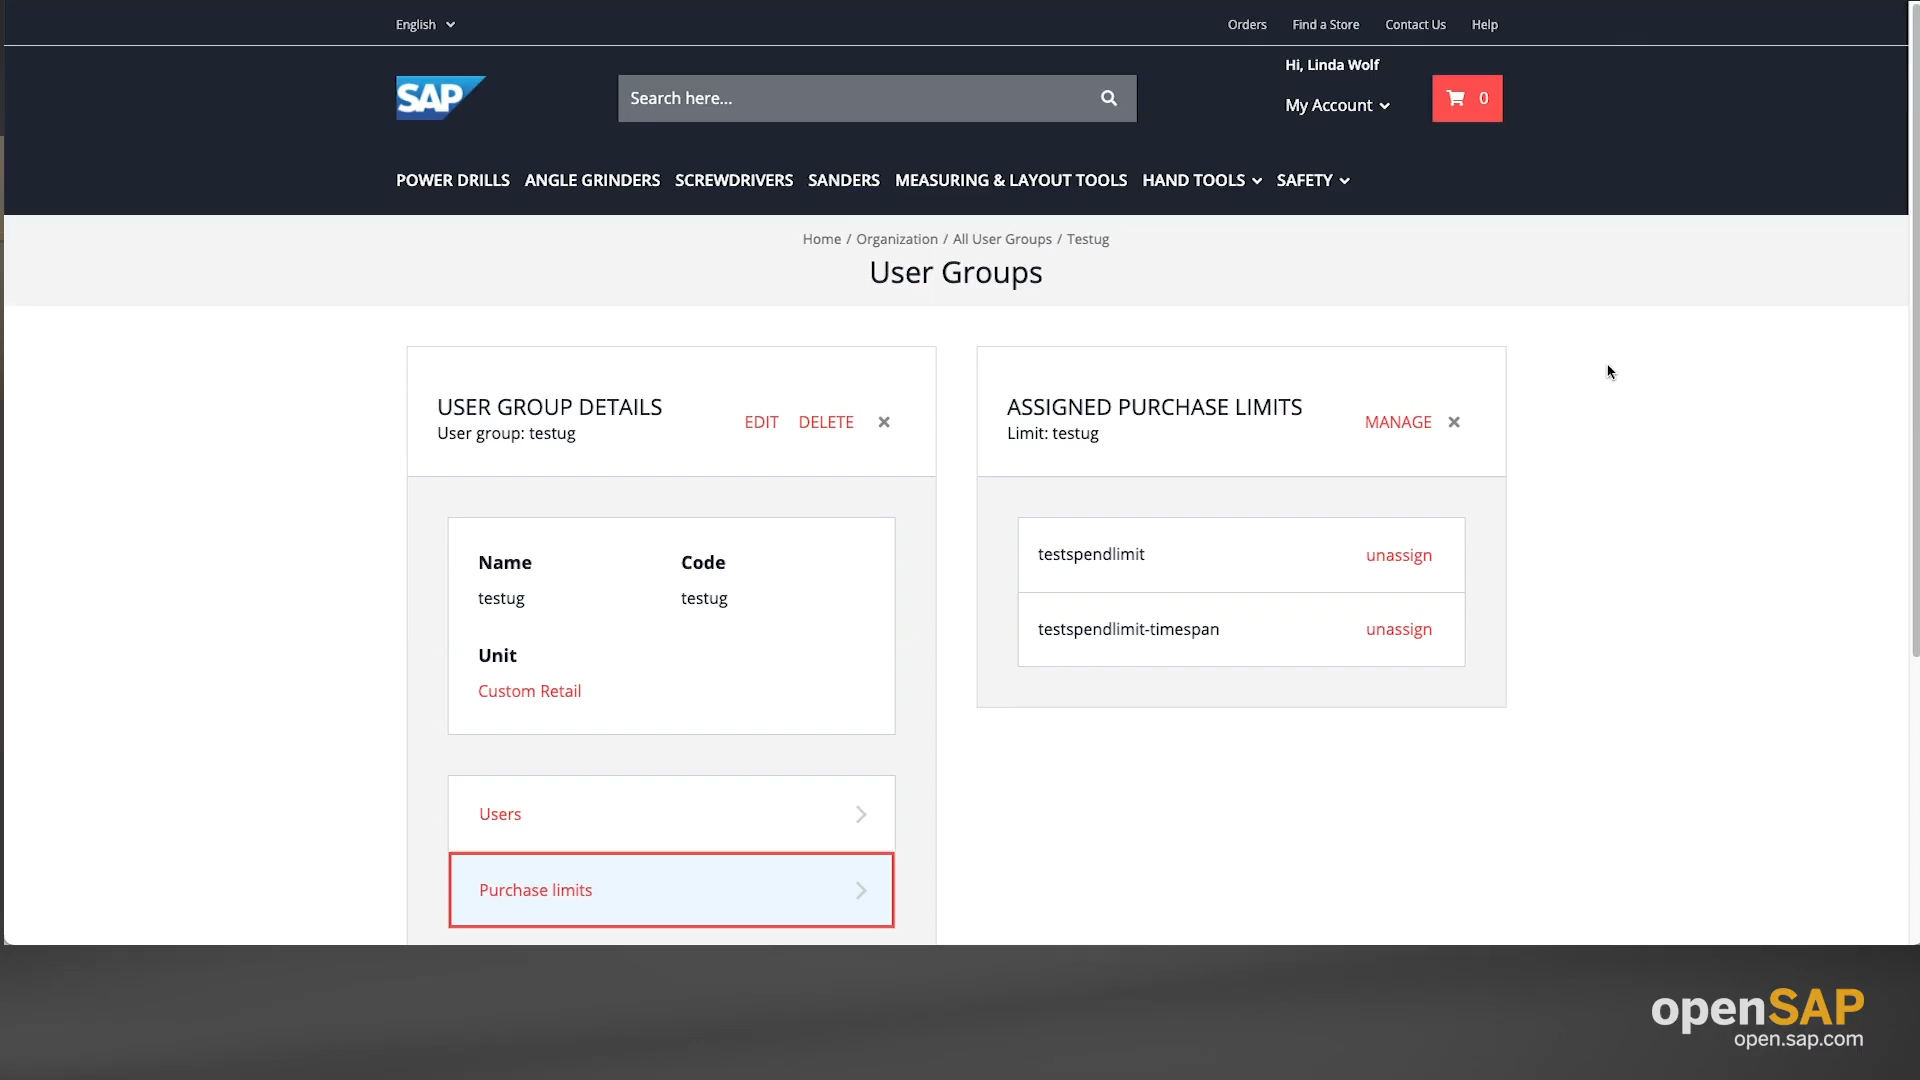 English
Orders Find a Store Contact Us Help
Hi, Linda Wolf
SAP
Search here...
My Account
0
POWER DRILLS ANGLE GRINDERS SCREWDRIVERS SANDERS MEASURING & LAYOUT TOOLS HAND TOOLS SAFETY
Home / Organization / All User Groups / Testug
User Groups
USER GROUP DETAILS
User group: testug
EDIT DELETE
Name Code
testug testug
Unit
Custom Retail
Users
Purchase limits
ASSIGNED PURCHASE LIMITS
Limit: testug
MANAGE
testspendlimit unassign
testspendlimit-timespan unassign
openSAP
open.sap.com